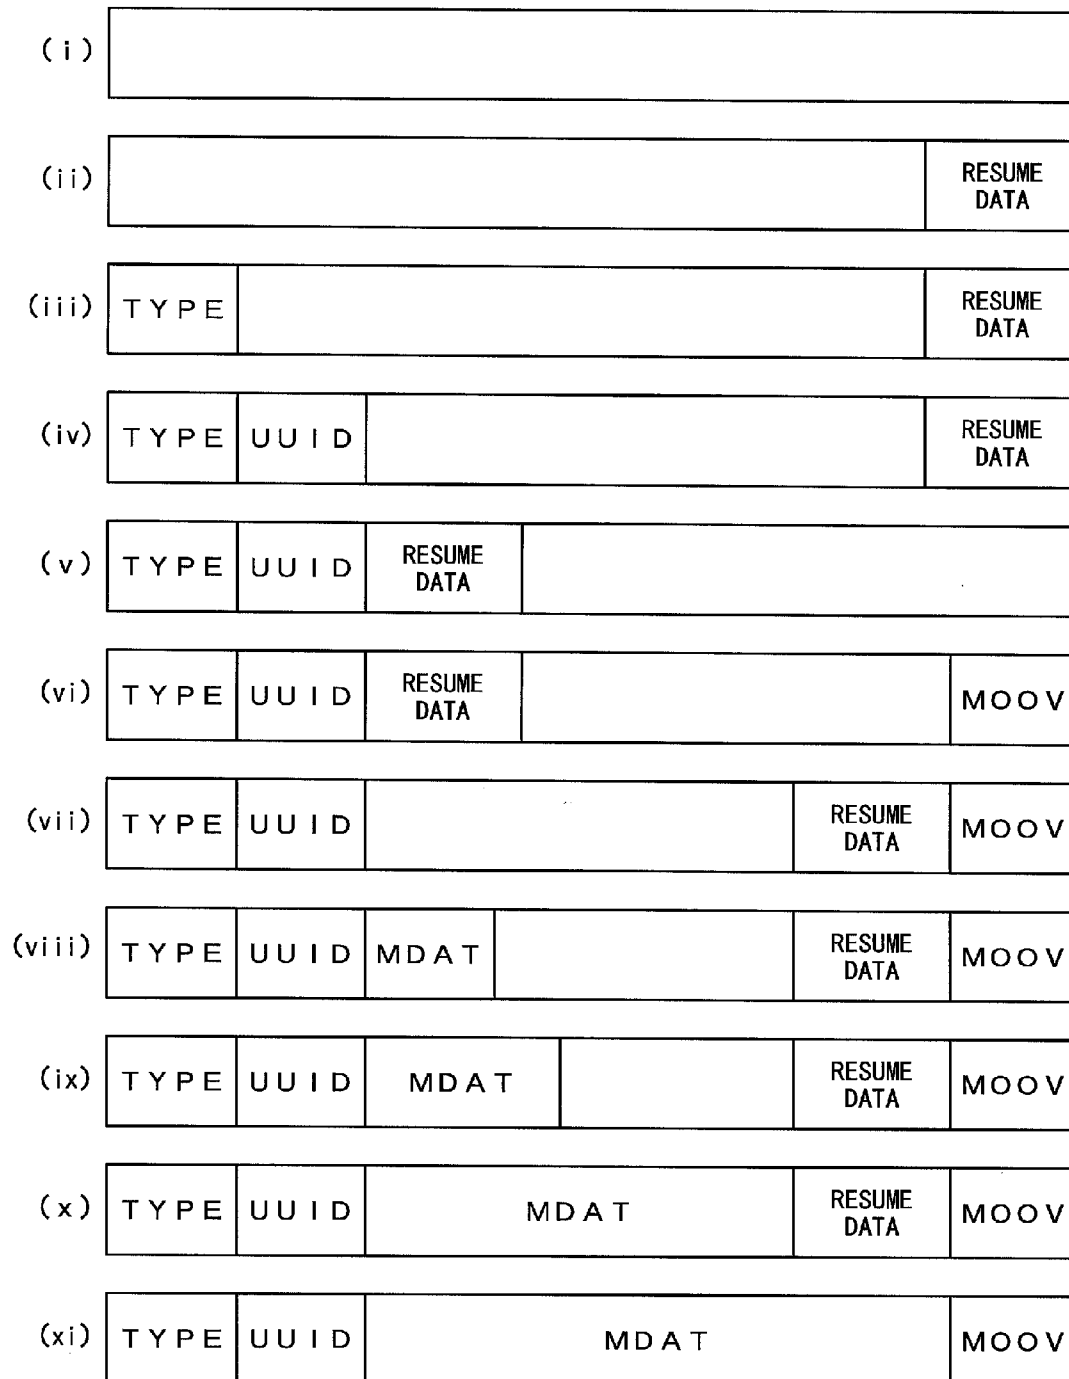 (i)
(ii) RESUME
DATA
(iii) TYPE RESUME
DATA
(iv) TYPE UUID RESUME
DATA
(v) TYPE UUID RESUME
DATA
(vi) TYPE UUID RESUME
DATA MOOV
(vii) TYPE UUID RESUME
DATA MOOV
(viii) TYPE UUID MDAT RESUME
DATA MOOV
(ix) TYPE UUID MDAT RESUME
DATA MOOV
(x) TYPE UUID MDAT RESUME
DATA MOOV
(xi) TYPE UUID MDAT MOOV